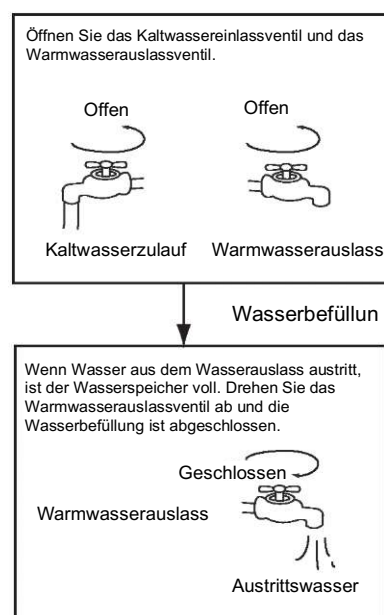 Öffnen Sie das Kaltwassereinlassventil und das
Warmwasserauslassventil.
Offen Offen
Kaltwasserzulauf Warmwasserauslass
Wasserbefüllun
Wenn Wasser aus dem Wasserauslass austritt,
ist der Wasserspeicher voll. Drehen Sie das
Warmwasserauslassventil ab und die
Wasserbefüllung ist abgeschlossen.
Geschlossen
Warmwasserauslass
Austrittswasser